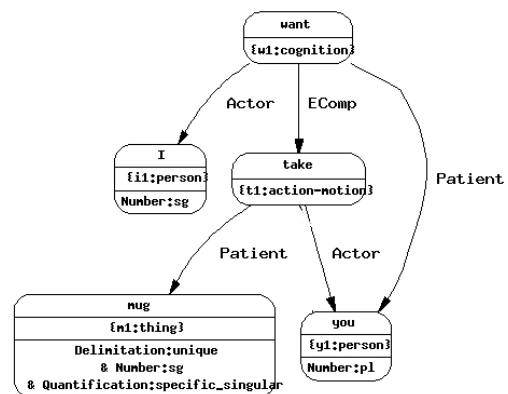 want
{w1:cognition}
Actor
EComp
I
{i1:person}
Number:sg
take
{t1:action-motion}
Patient
Patient
Actor
mug
{m1:thing}
Delimitation:unique
& Number:sg
& Quantification:specific_singular
you
{y1:person}
Number:pl